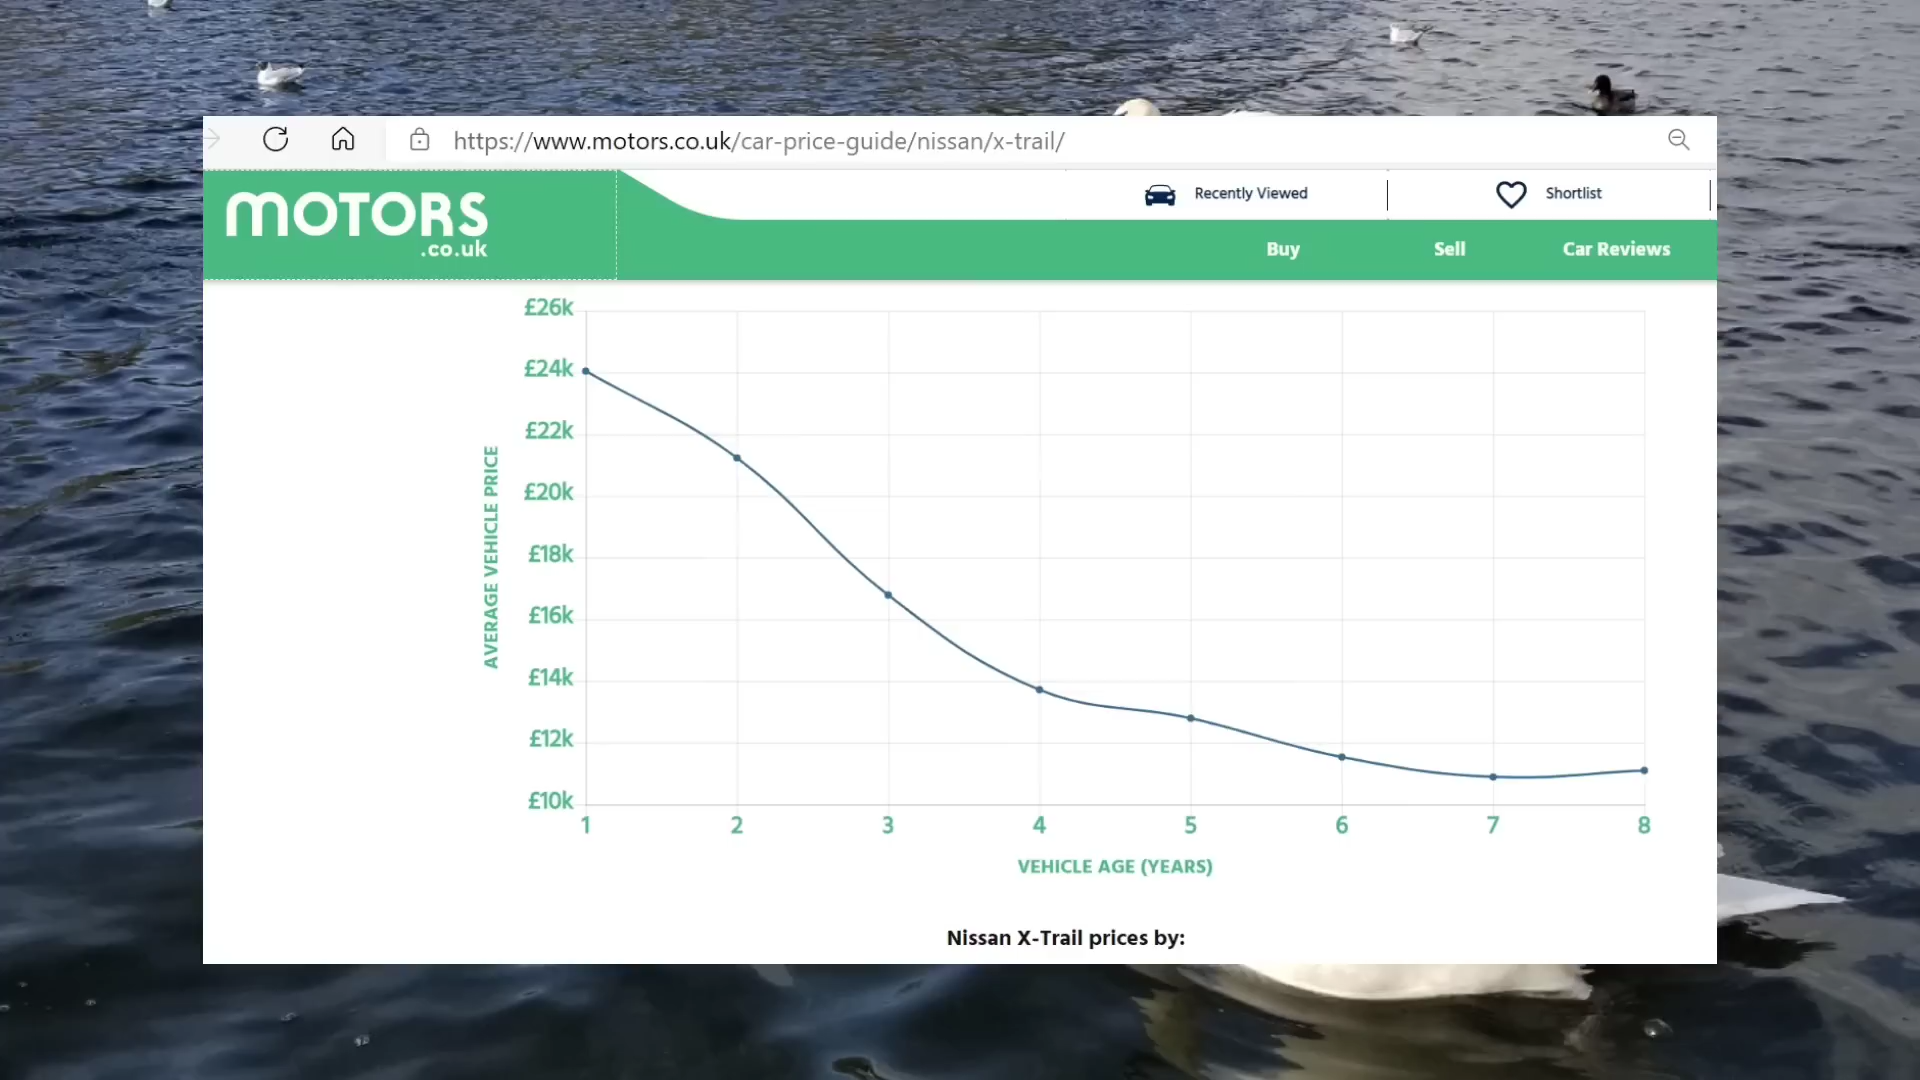 https://www.motors.co.uk/car-price-guide/nissan/x-trail/
MOTORS
.co.uk
Recently Viewed
Shortlist
Buy
Sell
Car Reviews
£26k
£24k
£22k
£20k
£18k
£16k
£14k
£12k
£10k
AVERAGE VEHICLE PRICE
1 2 3 4 5 6 7 8
VEHICLE AGE (YEARS)
Nissan X-Trail prices by: